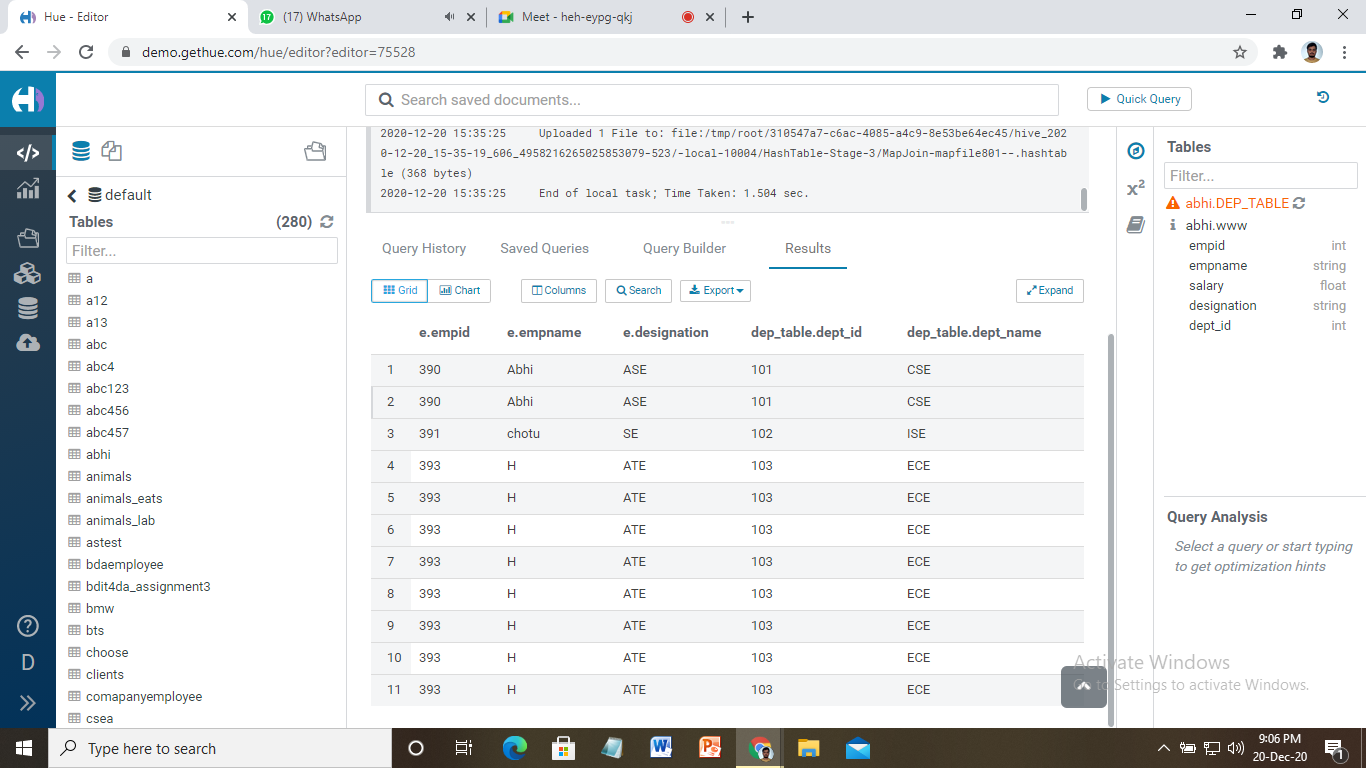 Hue - Editor
(17) WhatsApp
Meet - heh-eypg-qkj
demo.gethue.com/hue/editor?editor=75528
Search saved documents...
Quick Query
default
Tables (280)
Filter...
a
a12
a13
abc
abc4
abc123
abc456
abc457
abhi
animals
animals_eats
animals_lab
astest
bdaemployee
bdit4da_assignment3
bmw
bts
choose
clients
comapanyemployee
csea
D
2020-12-20 15:35:25 Uploaded 1 File to: file:/tmp/root/310547a7-c6ac-4085-a4c9-8e53be64ec45/hive_202
0-12-20_15-35-19_606_4958216265025853079-523/-local-10004/HashTable-Stage-3/MapJoin-mapfile801--.hashtab
le (368 bytes)
2020-12-20 15:35:25 End of local task; Time Taken: 1.504 sec.
Query History Saved Queries Query Builder Results
Grid Chart Columns Search Export Expand
e.empid e.empname e.designation dep_table.dept_id dep_table.dept_name
1 390 Abhi ASE 101 CSE
2 390 Abhi ASE 101 CSE
3 391 chotu SE 102 ISE
4 393 H ATE 103 ECE
5 393 H ATE 103 ECE
6 393 H ATE 103 ECE
7 393 H ATE 103 ECE
8 393 H ATE 103 ECE
9 393 H ATE 103 ECE
10 393 H ATE 103 ECE
11 393 H ATE 103 ECE
x2
Tables
Filter...
abhi.DEP_TABLE
abhi.www
empid int
empname string
salary float
designation string
dept_id int
Query Analysis
Select a query or start typing
to get optimization hints
Activate Windows
Go to Settings to activate Windows.
Type here to search
9:06 PM
20-Dec-20
1